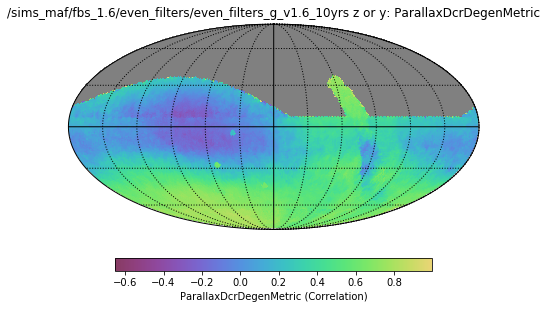 /sims_maf/fbs_1.6/even_filters/even_filters_g_v1.6_10yrs z or y: ParallaxDcrDegenMetric
−0.6 −0.4 −0.2 0.0 0.2 0.4 0.6 0.8
ParallaxDcrDegenMetric (Correlation)